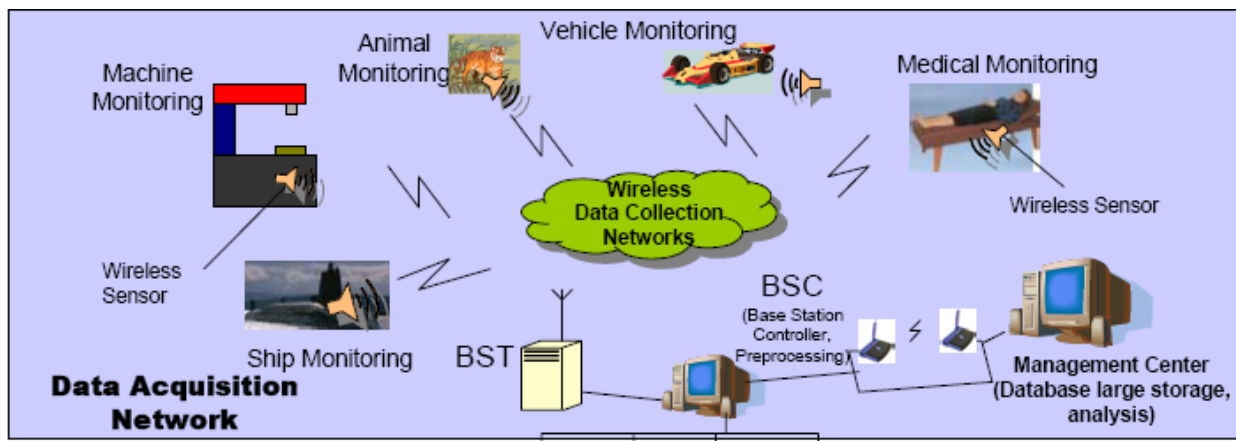 Machine
Monitoring
Animal
Monitoring
Vehicle Monitoring
Medical Monitoring
Wireless
Data Collection
Networks
Wireless Sensor
Wireless
Sensor
Ship Monitoring
BST
BSC
(Base Station
Controller,
Preprocessing)
Management Center
(Database large storage,
analysis)
Data Acquisition
Network